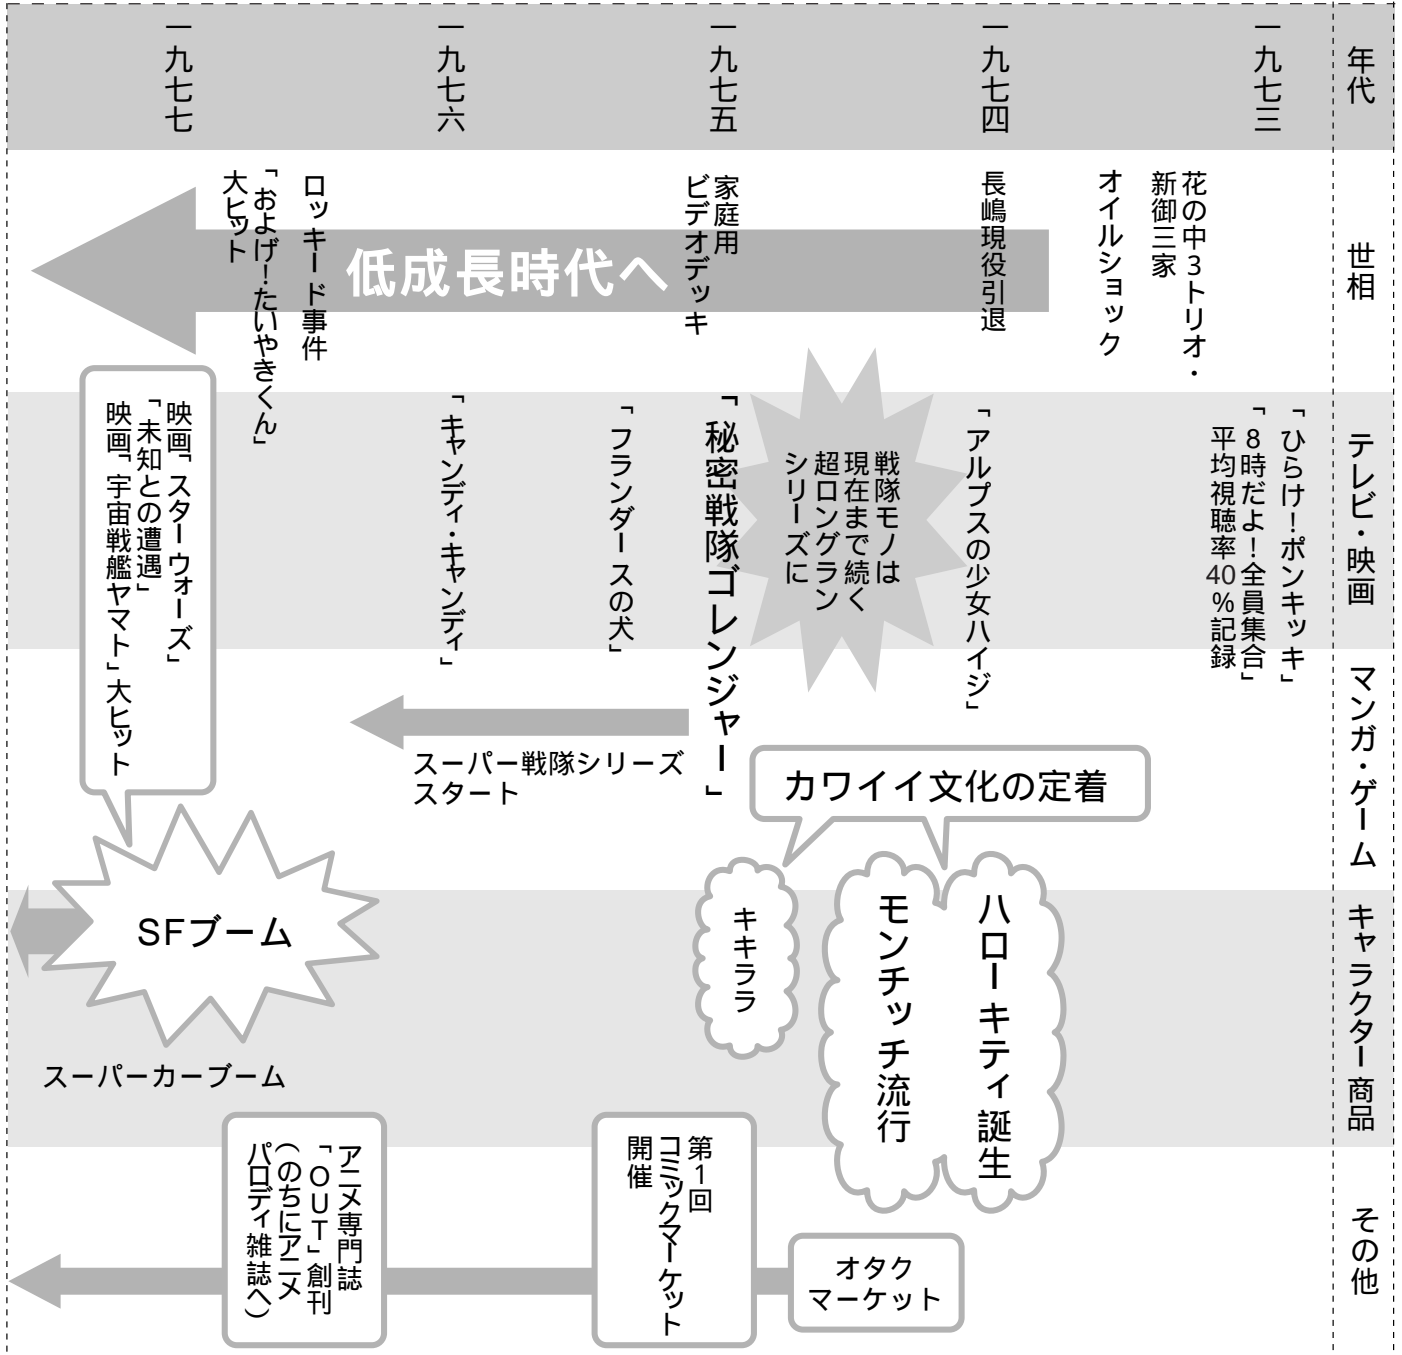 年代
一九七三
一九七四
一九七五
一九七六
一九七七
世相
花の中3トリオ・
新御三家
オイルショック
長嶋現役引退
家庭用
ビデオデッキ
低成長時代へ
ロッキード事件
「およげ！たいやきくん」
大ヒット
テレビ・映画
「ひらけ！ポンキッキ」
「8時だよ！全員集合」
平均視聴率40％記録
「アルプスの少女ハイジ」
戦隊モノは
現在まで続く
超ロングラン
シリーズに
「秘密戦隊ゴレンジャー」
「フランダースの犬」
「キャンディ・キャンディ」
映画「スターウォーズ」
「未知との遭遇」
映画「宇宙戦艦ヤマト」大ヒット
マンガ・ゲーム
スーパー戦隊シリーズ
スタート
カワイイ文化の定着
キャラクター商品
ハローキティ誕生
モンチッチ流行
キキララ
SFブーム
スーパーカーブーム
その他
オタク
マーケット
第1回
コミックマーケット
開催
アニメ専門誌
「OUT」創刊
（のちにアニメ
パロディ雑誌へ）